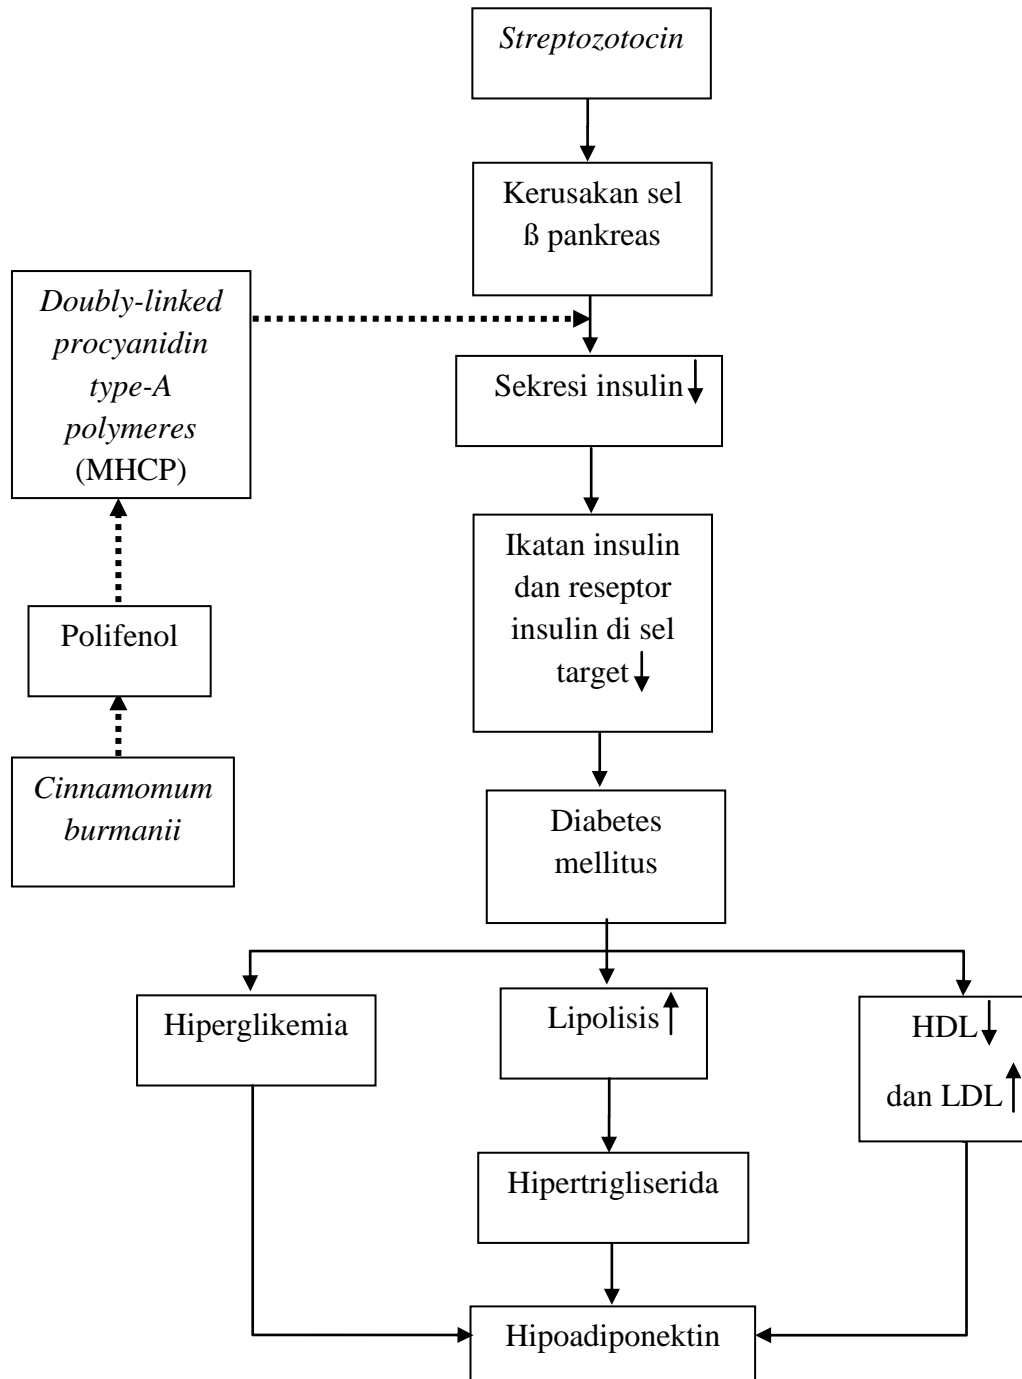 Streptozotocin
Kerusakan sel
ß pankreas
Doubly-linked
procyanidin
type-A
polymeres
(MHCP)
Sekresi insulin
Ikatan insulin
dan reseptor
insulin di sel
target
Polifenol
Cinnamomum
burmanii
Diabetes
mellitus
Hiperglikemia
Lipolisis
HDL
dan LDL
Hipertrigliserida
Hipoadiponektin